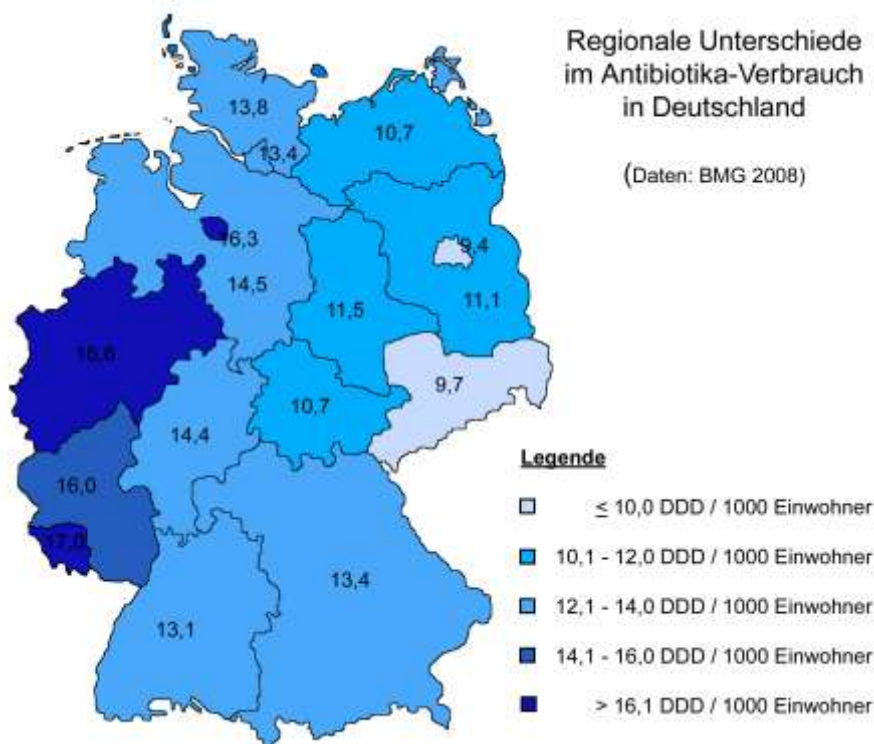 Regionale Unterschiede
im Antibiotika-Verbrauch
in Deutschland
(Daten: BMG 2008)
13,8
13,4
10,7
16,3
14,5
9,4
11,1
11,5
9,7
10,7
14,4
16,0
17,0
13,4
13,1
Legende
≤ 10,0 DDD / 1000 Einwohner
10,1 - 12,0 DDD / 1000 Einwohner
12,1 - 14,0 DDD / 1000 Einwohner
14,1 - 16,0 DDD / 1000 Einwohner
> 16,1 DDD / 1000 Einwohner